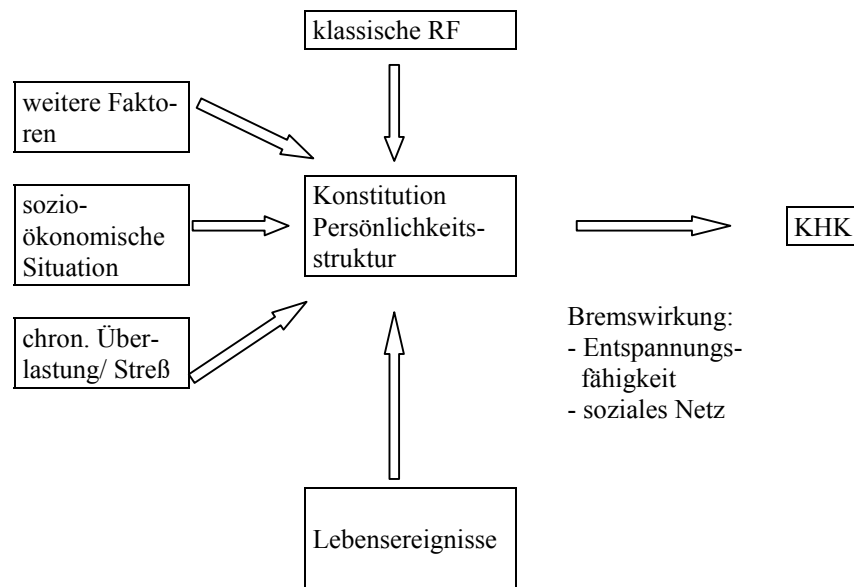 klassische RF
weitere Fakto-
ren
sozio-
ökonomische
Situation
chron. Über-
lastung/ Streß
Konstitution
Persönlichkeits-
struktur
KHK
Bremswirkung:
- Entspannungs-
fähigkeit
- soziales Netz
Lebensereignisse